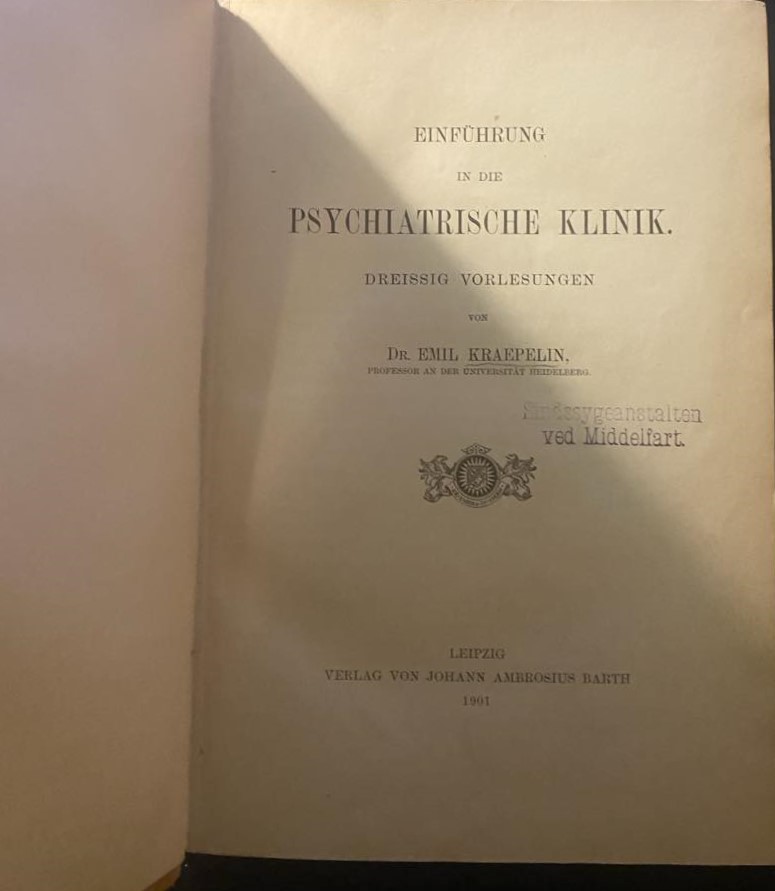 EINFÜHRUNG
IN DIE
PSYCHIATRISCHE KLINIK.
DREISSIG VORLESUNGEN
VON
DR. EMIL KRAEPELIN,
PROFESSOR AN DER UNIVERSITÄT HEIDELBERG.
Sindssygeanstalten
ved Middelfart.
LEIPZIG
VERLAG VON JOHANN AMBROSIUS BARTH
1901